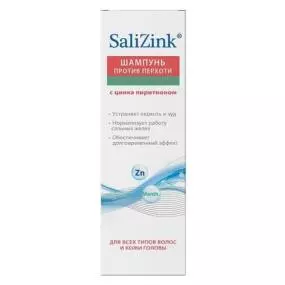 SaliZink®
ШАМПУНЬ
ПРОТИВ ПЕРХОТИ
с цинка пиритионом
• Устраняет перхоть и зуд
• Нормализует работу
сальных желез
• Обеспечивает
долговременный эффект
Zn
Menthol
ДЛЯ ВСЕХ ТИПОВ ВОЛОС
И КОЖИ ГОЛОВЫ